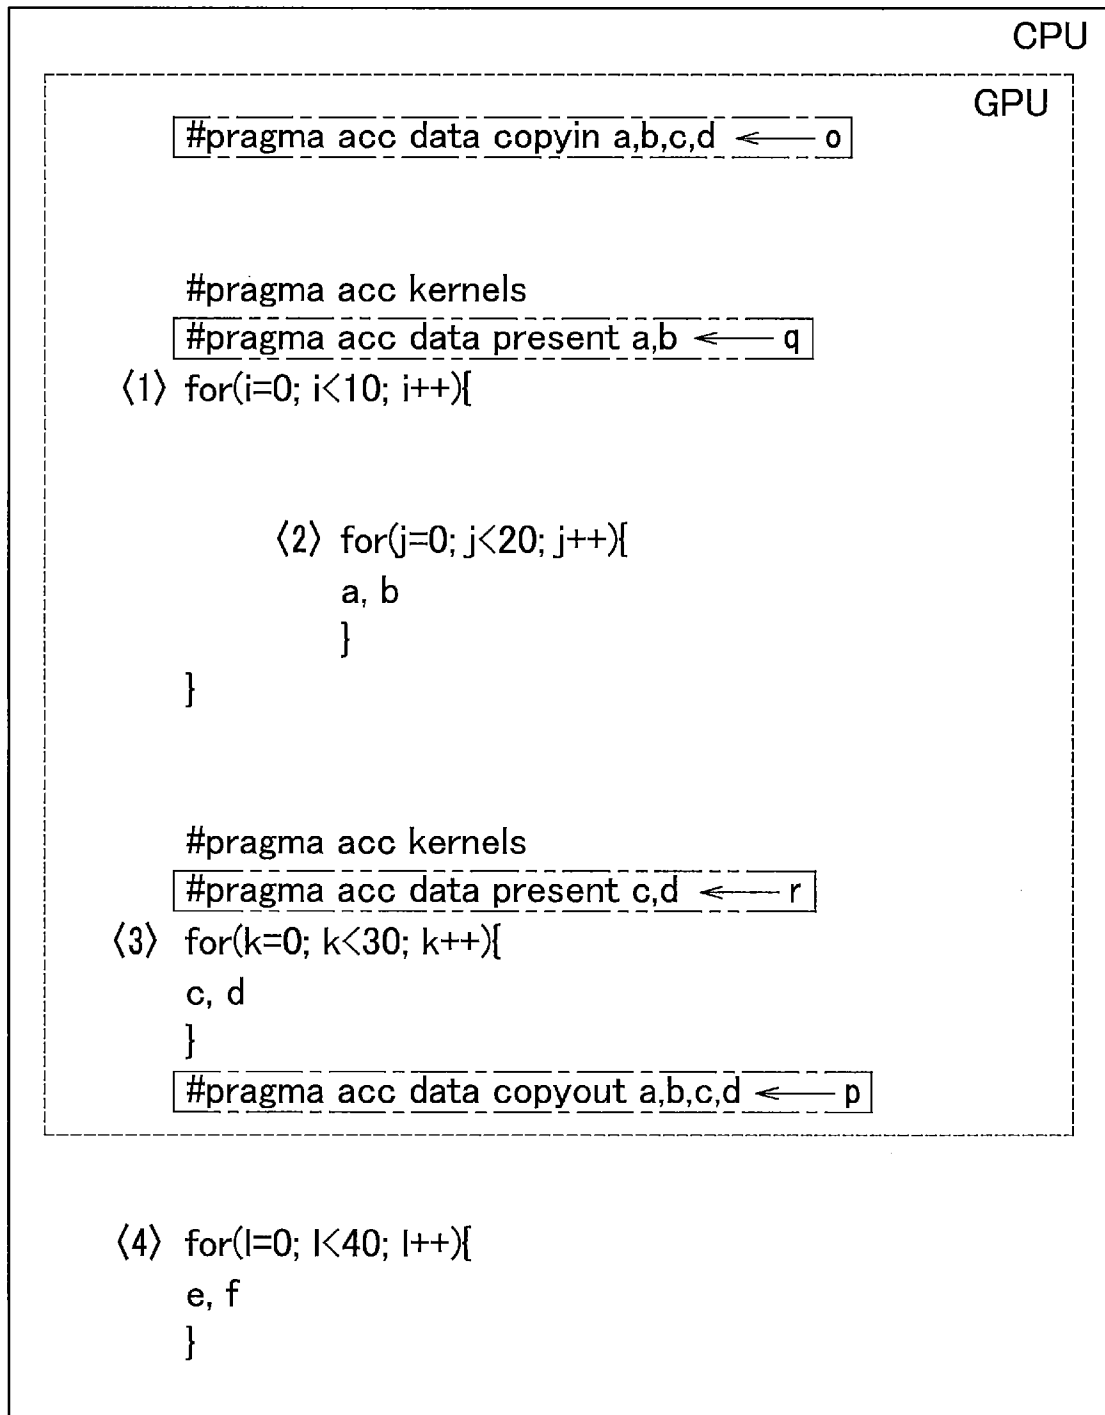 CPU
GPU
#pragma acc data copyin a,b,c,d ← o
#pragma acc kernels
#pragma acc data present a,b ← q
〈1〉 for(i=0; i<10; i++){
〈2〉 for(j=0; j<20; j++){
a, b
}
}
#pragma acc kernels
#pragma acc data present c,d ← r
〈3〉 for(k=0; k<30; k++){
c, d
}
#pragma acc data copyout a,b,c,d ← p
〈4〉 for(l=0; l<40; l++){
e, f
}